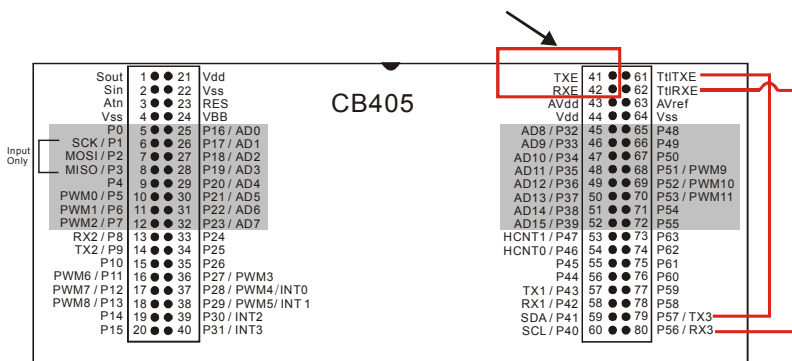 CB405
Input
Only
Sout 1 21 Vdd
Sin 2 22 Vss
Atn 3 23 RES
Vss 4 24 VBB
P0 5 25 P16 / AD0
SCK / P1 6 26 P17 / AD1
MOSI / P2 7 27 P18 / AD2
MISO / P3 8 28 P19 / AD3
P4 9 29 P20 / AD4
PWM0 / P5 10 30 P21 / AD5
PWM1 / P6 11 31 P22 / AD6
PWM2 / P7 12 32 P23 / AD7
RX2 / P8 13 33 P24
TX2 / P9 14 34 P25
P10 15 35 P26
PWM6 / P11 16 36 P27 / PWM3
PWM7 / P12 17 37 P28 / PWM4/INT0
PWM8 / P13 18 38 P29 / PWM5/ INT1
P14 19 39 P30 / INT2
P15 20 40 P31 / INT3
TXE 41 61 TtlTXE
RXE 42 62 TtlRXE
AVdd 43 63 AVref
Vdd 44 64 Vss
AD8 / P32 45 65 P48
AD9 / P33 46 66 P49
AD10 / P34 47 67 P50
AD11 / P35 48 68 P51 / PWM9
AD12 / P36 49 69 P52 / PWM10
AD13 / P37 50 70 P53 / PWM11
AD14 / P38 51 71 P54
AD15 / P39 52 72 P55
HCNT1 / P47 53 73 P63
HCNT0 / P46 54 74 P62
P45 55 75 P61
P44 56 76 P60
TX1 / P43 57 77 P59
RX1 / P42 58 78 P58
SDA / P41 59 79 P57 / TX3
SCL / P40 60 80 P56 / RX3